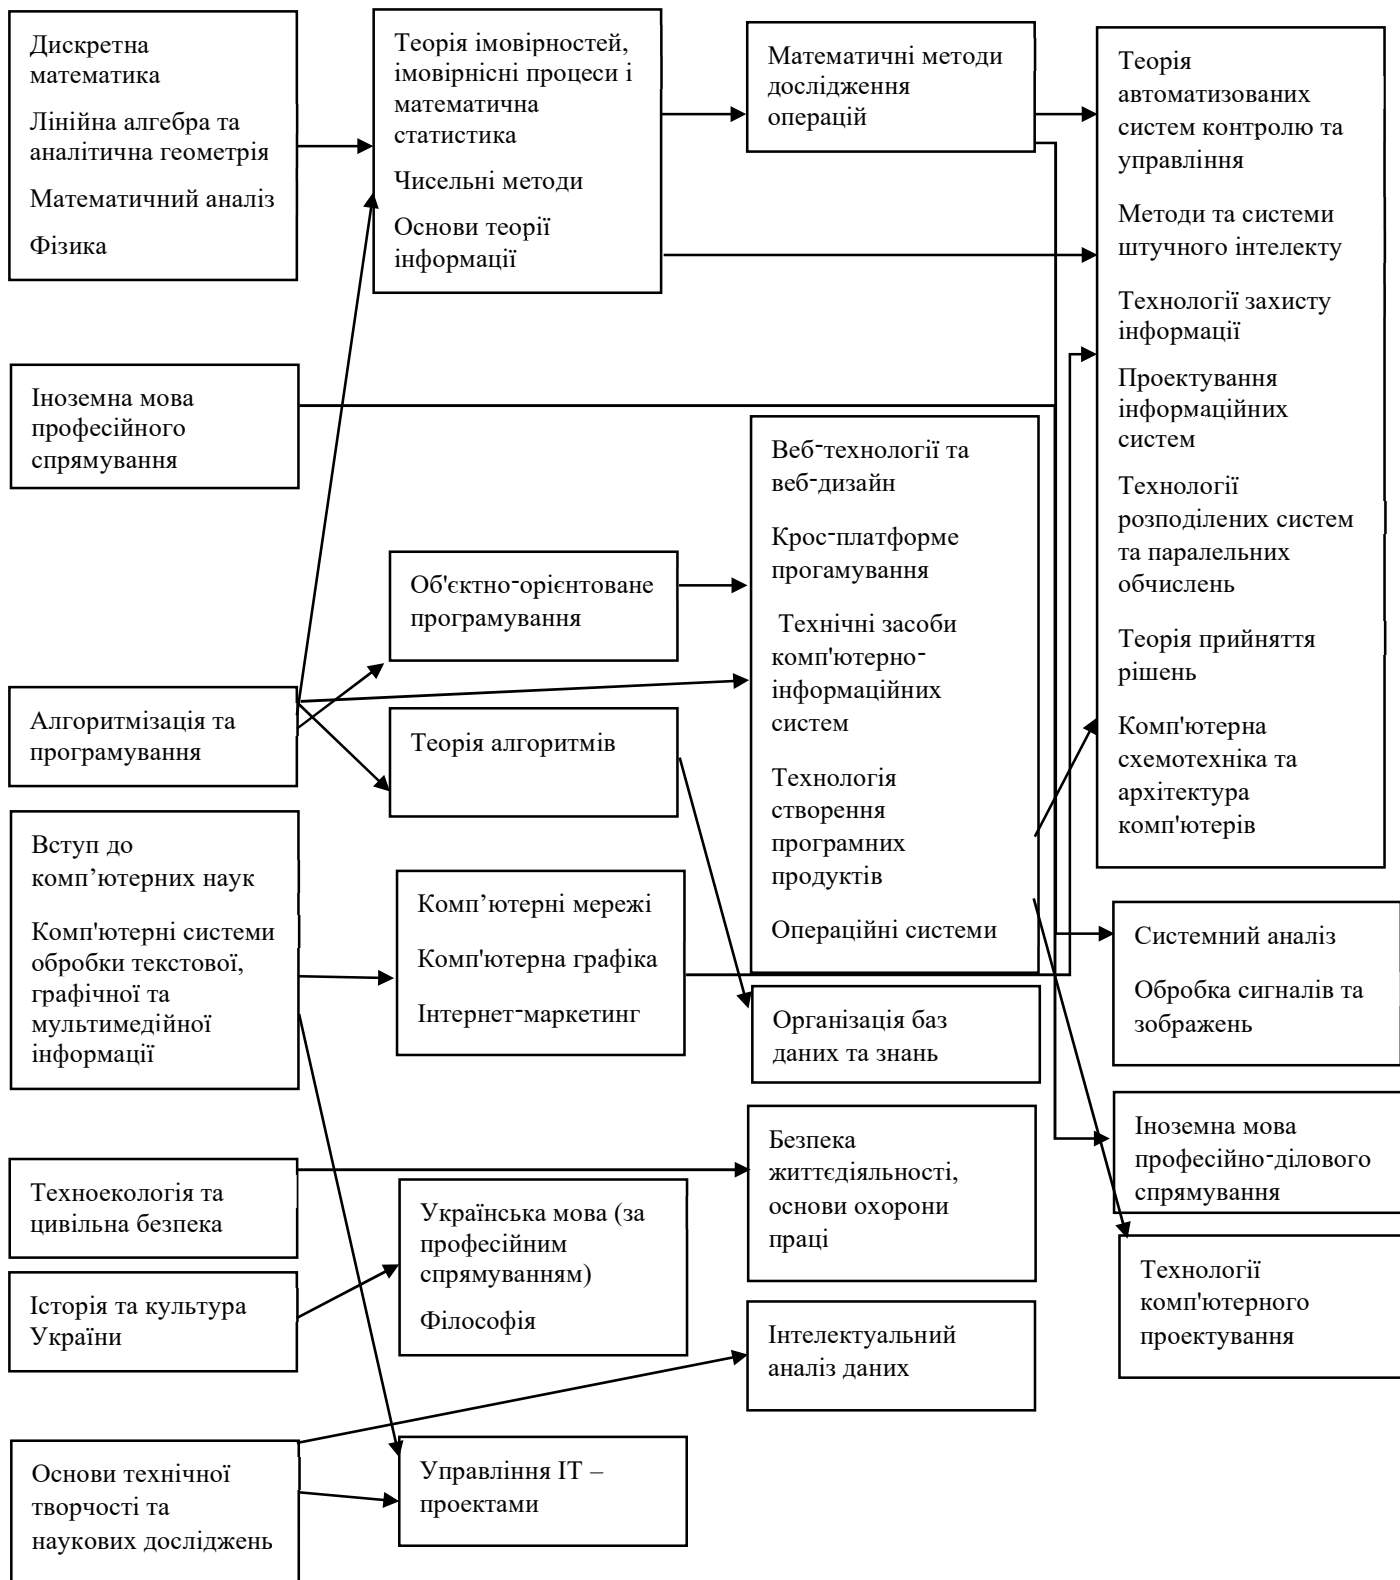 Дискретна
математика
Лінійна алгебра та
аналітична геометрія
Математичний аналіз
Фізика
Теорія імовірностей,
імовірнісні процеси і
математична
статистика
Чисельні методи
Основи теорії
інформації
Математичні методи
дослідження
операцій
Теорія
автоматизованих
систем контролю та
управління
Методи та системи
штучного інтелекту
Технології захисту
інформації
Проектування
інформаційних
систем
Технології
розподілених систем
та паралельних
обчислень
Теорія прийняття
рішень
Комп'ютерна
схемотехніка та
архітектура
комп'ютерів
Іноземна мова
професійного
спрямування
Веб-технології та
веб-дизайн
Крос-платформе
прогамування
Технічні засоби
комп'ютерно-
інформаційних
систем
Технологія
створення
програмних
продуктів
Операційні системи
Об'єктно-орієнтоване
програмування
Алгоритмізація та
програмування
Теорія алгоритмів
Вступ до
комп’ютерних наук
Комп'ютерні системи
обробки текстової,
графічної та
мультимедійної
інформації
Комп’ютерні мережі
Комп'ютерна графіка
Інтернет-маркетинг
Організація баз
даних та знань
Системний аналіз
Обробка сигналів та
зображень
Іноземна мова
професійно-ділового
спрямування
Техноекологія та
цивільна безпека
Українська мова (за
професійним
спрямуванням)
Філософія
Безпека
життєдіяльності,
основи охорони
праці
Технології
комп'ютерного
проектування
Історія та культура
України
Інтелектуальний
аналіз даних
Основи технічної
творчості та
наукових досліджень
Управління ІТ –
проектами